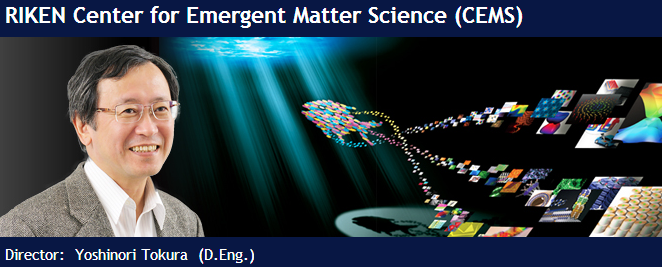 RIKEN Center for Emergent Matter Science (CEMS)
Director: Yoshinori Tokura (D.Eng.)